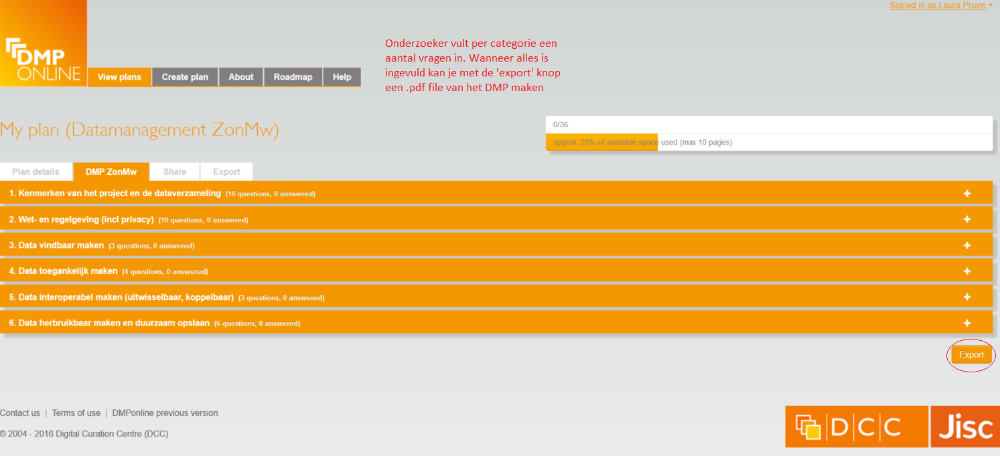 Signed in as Laura Pruyn
DMP
ONLINE
View plans
Create plan
About
Roadmap
Help
Onderzoeker vult per categorie een
aantal vragen in. Wanneer alles is
ingevuld kan je met de 'export' knop
een .pdf file van het DMP maken
My plan (Datamanagement ZonMw)
0/36
approx. 25% of available space used (max 10 pages)
Plan details
DMP ZonMw
Share
Export
1. Kenmerken van het project en de dataverzameling (10 questions, 0 answered)
2. Wet- en regelgeving (incl privacy) (10 questions, 0 answered)
3. Data vindbaar maken (3 questions, 0 answered)
4. Data toegankelijk maken (4 questions, 0 answered)
5. Data interoperabel maken (uitwisselbaar, koppelbaar) (3 questions, 0 answered)
6. Data herbruikbaar maken en duurzaam opslaan (6 questions, 0 answered)
Export
Contact us | Terms of use | DMPonline previous version
© 2004 - 2016 Digital Curation Centre (DCC)
D|C|C
Jisc